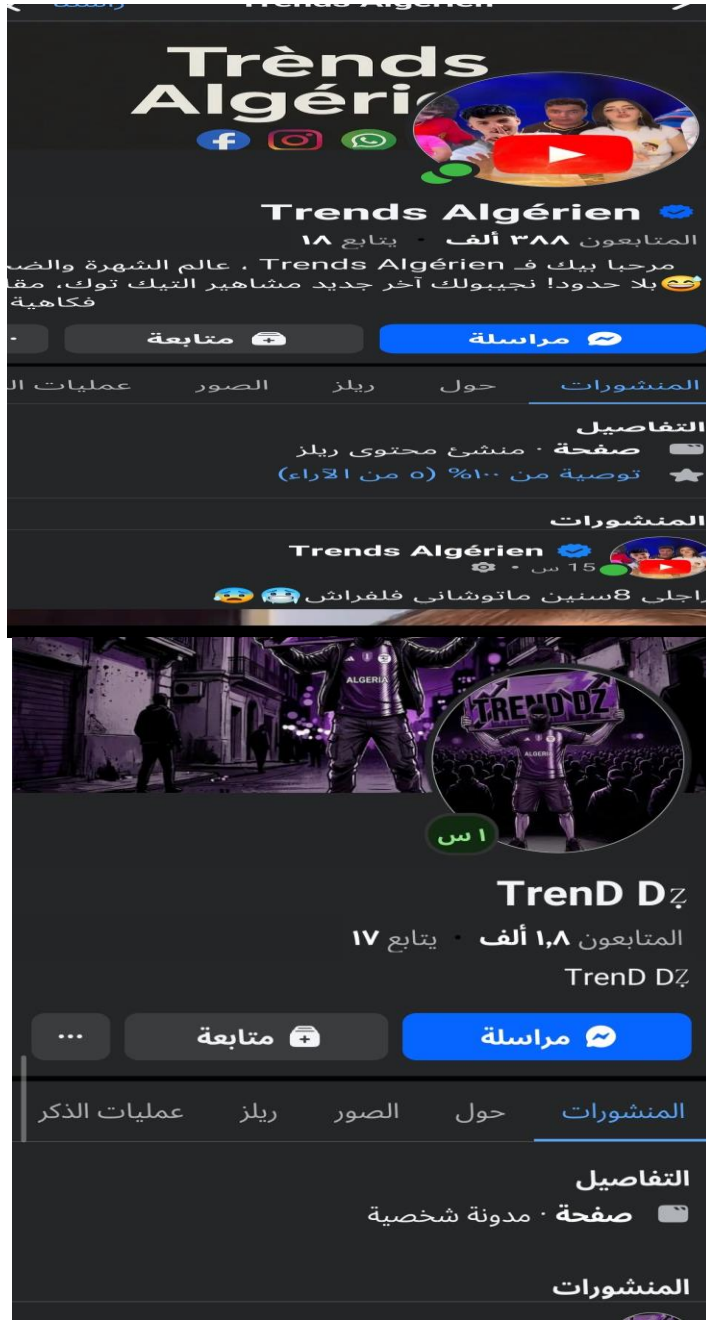 Trends Algérien
راسلنا
Trènds
Algéri
Trends Algérien
المتابعون ٣٨٨ ألف · يتابع ١٨
مرحبا بيك فـ Trends Algérien ، عالم الشهرة والضح
بلا حدود! نجيبولك آخر جديد مشاهير التيك توك، مقا
فكاهية
مراسلة
متابعة
المنشورات
حول
ريلز
الصور
عمليات ال
التفاصيل
صفحة · منشئ محتوى ريلز
توصية من ١٠٠% (٥ من الآراء)
المنشورات
Trends Algérien
15 س ·
راجلي 8سنين ماتوشاني فلفراش
ALGERIA
TREND DZ
ALGERIA
١ س
TrenD DȤ
المتابعون ١,٨ ألف · يتابع ١٧
TrenD DȤ
مراسلة
متابعة
المنشورات
حول
الصور
ريلز
عمليات الذكر
التفاصيل
صفحة · مدونة شخصية
المنشورات